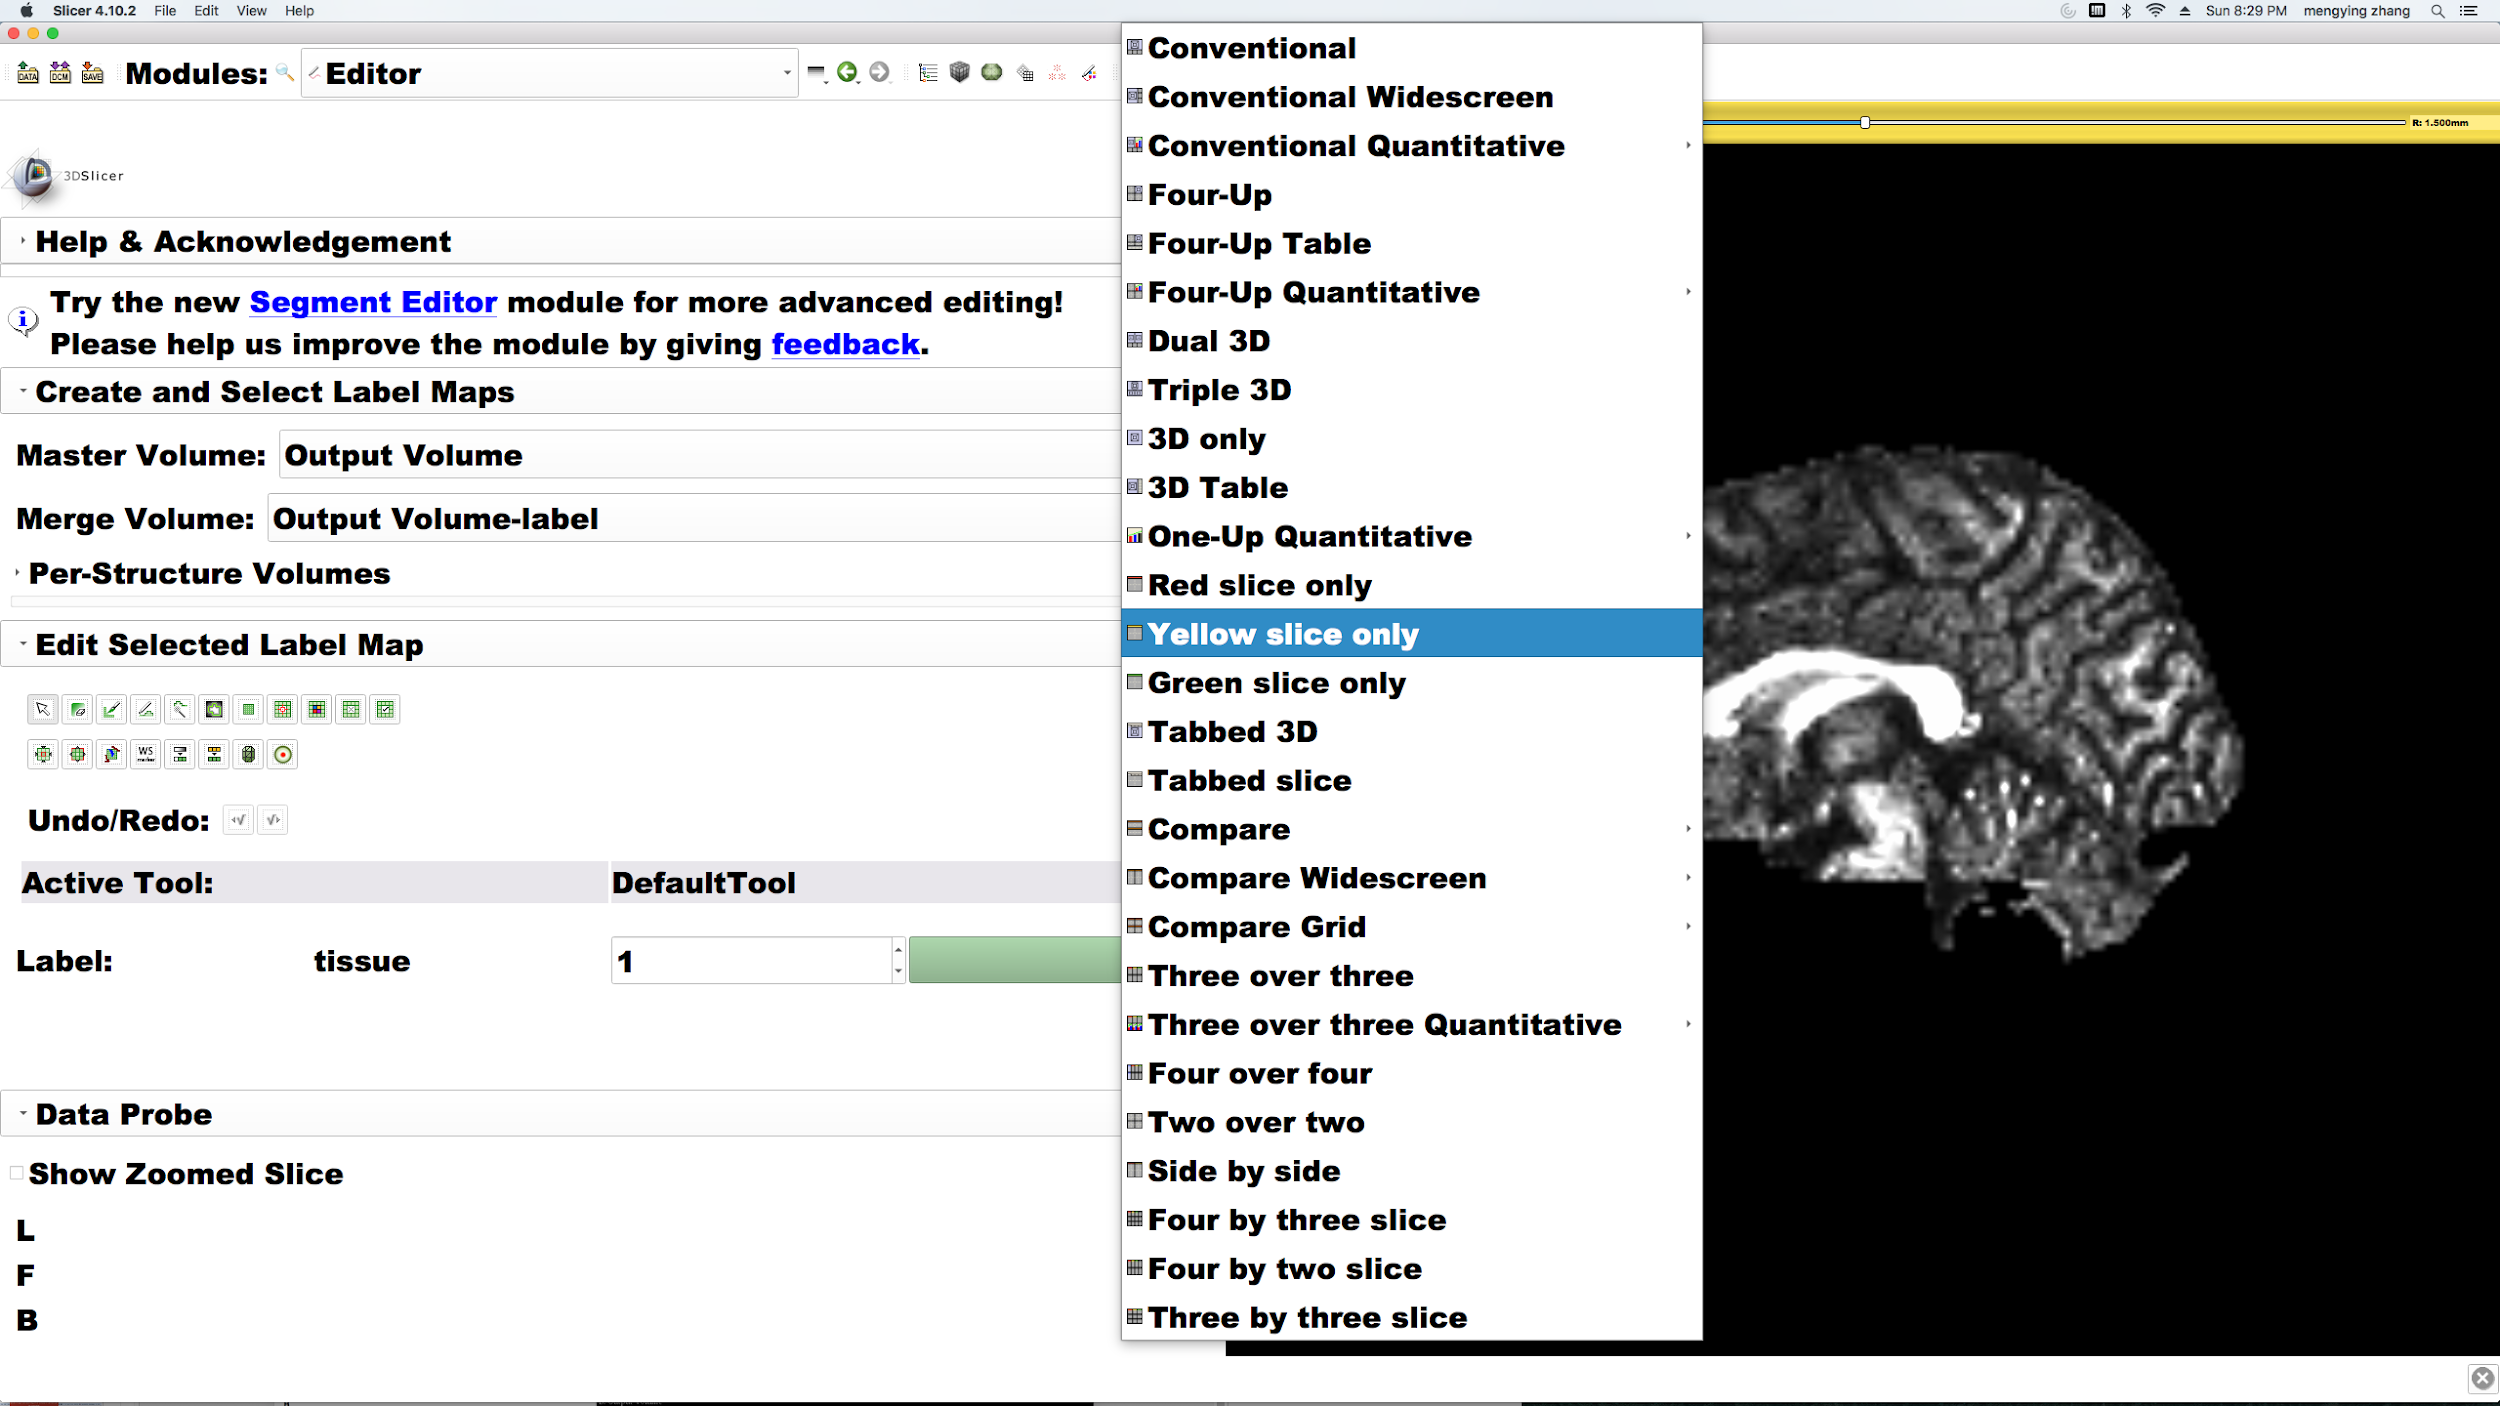 Slicer 4.10.2 File Edit View Help
Sun 8:29 PM mengying zhang
DATA DCM SAVE Modules: Editor
R: 1.500mm
3DSlicer
Help & Acknowledgement
Try the new Segment Editor module for more advanced editing!
Please help us improve the module by giving feedback.
Create and Select Label Maps
Master Volume: Output Volume
Merge Volume: Output Volume-label
Per-Structure Volumes
Edit Selected Label Map
WS
Undo/Redo:
Active Tool: DefaultTool
Label: tissue 1
Data Probe
Show Zoomed Slice
L
F
B
Conventional
Conventional Widescreen
Conventional Quantitative
Four-Up
Four-Up Table
Four-Up Quantitative
Dual 3D
Triple 3D
3D only
3D Table
One-Up Quantitative
Red slice only
Yellow slice only
Green slice only
Tabbed 3D
Tabbed slice
Compare
Compare Widescreen
Compare Grid
Three over three
Three over three Quantitative
Four over four
Two over two
Side by side
Four by three slice
Four by two slice
Three by three slice